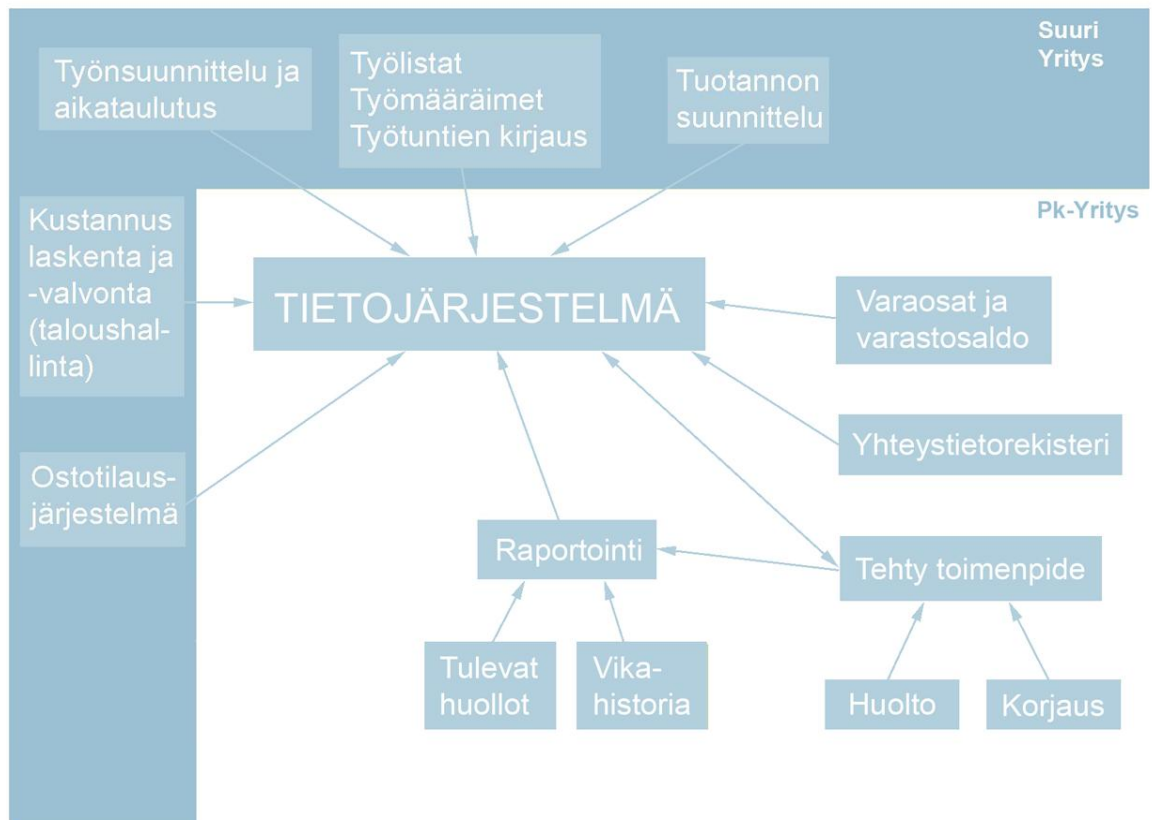 Suuri
Yritys
Työnsuunnittelu ja
aikataulutus
Työlistat
Työmääräimet
Työtuntien kirjaus
Tuotannon
suunnittelu
Pk-Yritys
Kustannus
laskenta ja
-valvonta
(taloushal-
linta)
TIETOJÄRJESTELMÄ
Varaosat ja
varastosaldo
Yhteystietorekisteri
Ostotilaus-
järjestelmä
Raportointi
Tehty toimenpide
Tulevat
huollot
Vika-
historia
Huolto
Korjaus